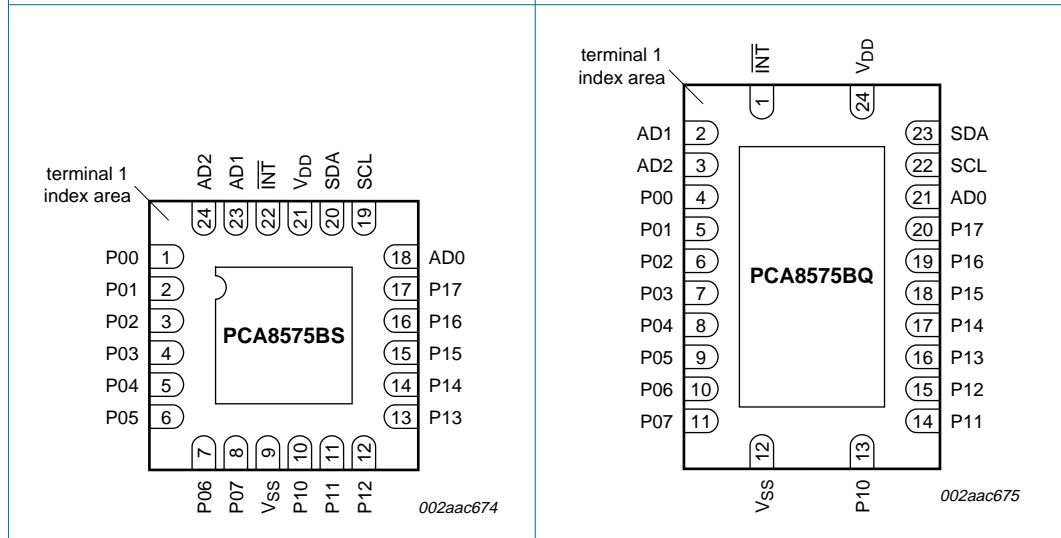 terminal 1
index area
AD2 AD1 INT VDD SDA SCL
24 23 22 21 20 19
P00 1 18 AD0
P01 2 17 P17
P02 3 16 P16
P03 4 15 P15
P04 5 14 P14
P05 6 13 P13
PCA8575BS
7 8 9 10 11 12
P06 P07 VSS P10 P11 P12
002aac674
terminal 1
index area
INT VDD
1 24
AD1 2 23 SDA
AD2 3 22 SCL
P00 4 21 AD0
P01 5 20 P17
P02 6 19 P16
P03 7 18 P15
P04 8 17 P14
P05 9 16 P13
P06 10 15 P12
P07 11 14 P11
PCA8575BQ
12 13
VSS P10
002aac675